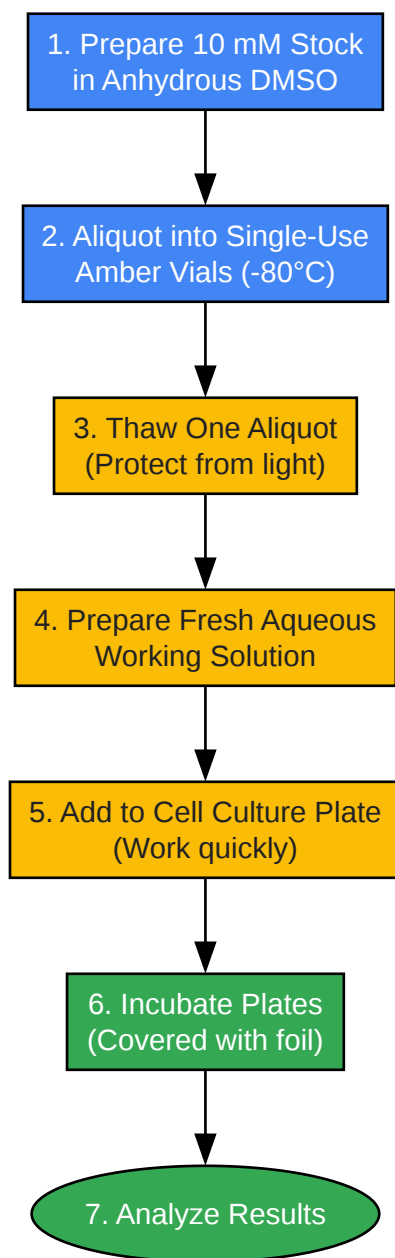 1. Prepare 10 mM Stock
in Anhydrous DMSO
2. Aliquot into Single-Use
Amber Vials (-80°C)
3. Thaw One Aliquot
(Protect from light)
4. Prepare Fresh Aqueous
Working Solution
5. Add to Cell Culture Plate
(Work quickly)
6. Incubate Plates
(Covered with foil)
7. Analyze Results